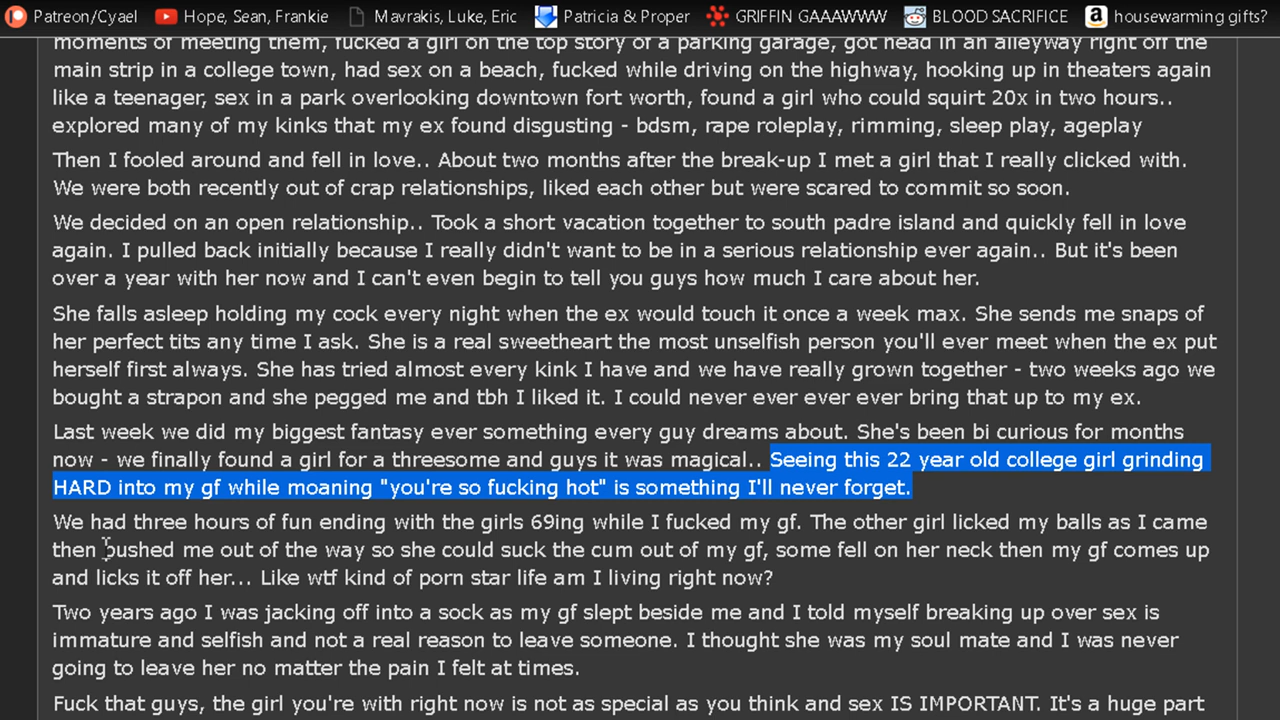 Patreon/Cyael Hope, Sean, Frankie Mavrakis, Luke, Eric Patricia & Proper GRIFFIN GAAAWWW BLOOD SACRIFICE housewarming gifts?
moments of meeting them, fucked a girl on the top story of a parking garage, got head in an alleyway right off the
main strip in a college town, had sex on a beach, fucked while driving on the highway, hooking up in theaters again
like a teenager, sex in a park overlooking downtown fort worth, found a girl who could squirt 20x in two hours..
explored many of my kinks that my ex found disgusting - bdsm, rape roleplay, rimming, sleep play, ageplay
Then I fooled around and fell in love.. About two months after the break-up I met a girl that I really clicked with.
We were both recently out of crap relationships, liked each other but were scared to commit so soon.
We decided on an open relationship.. Took a short vacation together to south padre island and quickly fell in love
again. I pulled back initially because I really didn't want to be in a serious relationship ever again.. But it's been
over a year with her now and I can't even begin to tell you guys how much I care about her.
She falls asleep holding my cock every night when the ex would touch it once a week max. She sends me snaps of
her perfect tits any time I ask. She is a real sweetheart the most unselfish person you'll ever meet when the ex put
herself first always. She has tried almost every kink I have and we have really grown together - two weeks ago we
bought a strapon and she pegged me and tbh I liked it. I could never ever ever ever bring that up to my ex.
Last week we did my biggest fantasy ever something every guy dreams about. She's been bi curious for months
now - we finally found a girl for a threesome and guys it was magical.. Seeing this 22 year old college girl grinding
HARD into my gf while moaning "you're so fucking hot" is something I'll never forget.
We had three hours of fun ending with the girls 69ing while I fucked my gf. The other girl licked my balls as I came
then pushed me out of the way so she could suck the cum out of my gf, some fell on her neck then my gf comes up
and licks it off her... Like wtf kind of porn star life am I living right now?
Two years ago I was jacking off into a sock as my gf slept beside me and I told myself breaking up over sex is
immature and selfish and not a real reason to leave someone. I thought she was my soul mate and I was never
going to leave her no matter the pain I felt at times.
Fuck that guys, the girl you're with right now is not as special as you think and sex IS IMPORTANT. It's a huge part